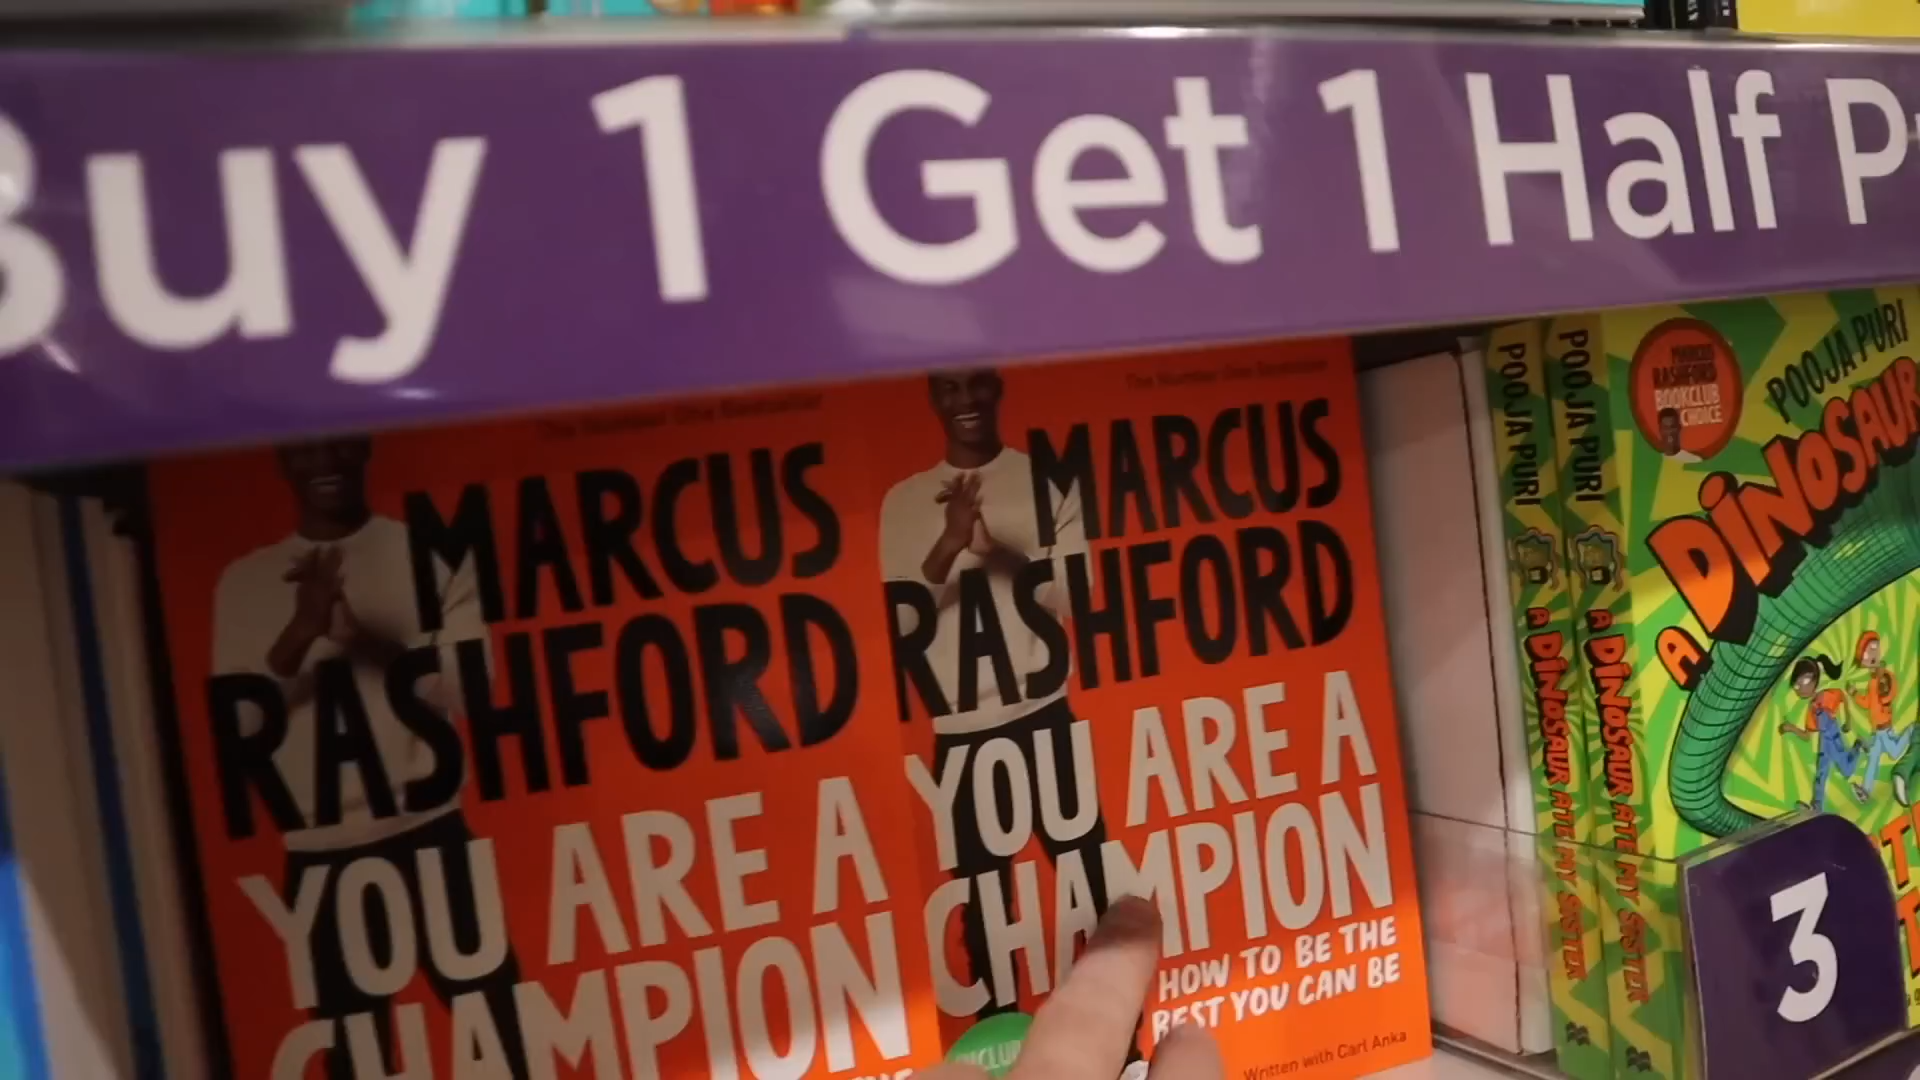 Buy 1 Get 1 Half P
The Number One Bestseller
MARCUS
RASHFORD
YOU ARE A
CHAMPION
The Number One Bestseller
MARCUS
RASHFORD
YOU ARE A
CHAMPION
HOW TO BE THE
BEST YOU CAN BE
Written with Carl Anka
POOJA PURI A DINOSAUR ATE MY SISTER
POOJA PURI A DINOSAUR ATE MY SISTER
MARCUS
RASHFORD
BOOKCLUB
CHOICE
POOJA PURI
A DINOSAUR
3